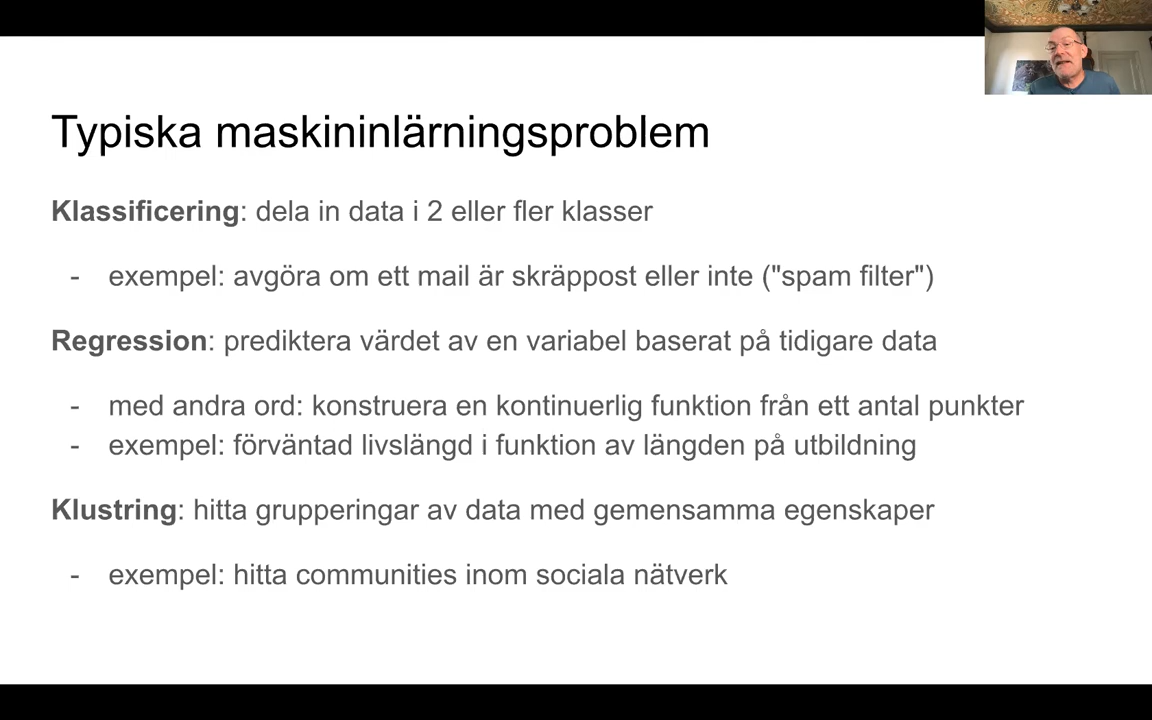 Typiska maskininlärningsproblem
Klassificering: dela in data i 2 eller fler klasser
- exempel: avgöra om ett mail är skräppost eller inte ("spam filter")
Regression: prediktera värdet av en variabel baserat på tidigare data
- med andra ord: konstruera en kontinuerlig funktion från ett antal punkter
- exempel: förväntad livslängd i funktion av längden på utbildning
Klustring: hitta grupperingar av data med gemensamma egenskaper
- exempel: hitta communities inom sociala nätverk